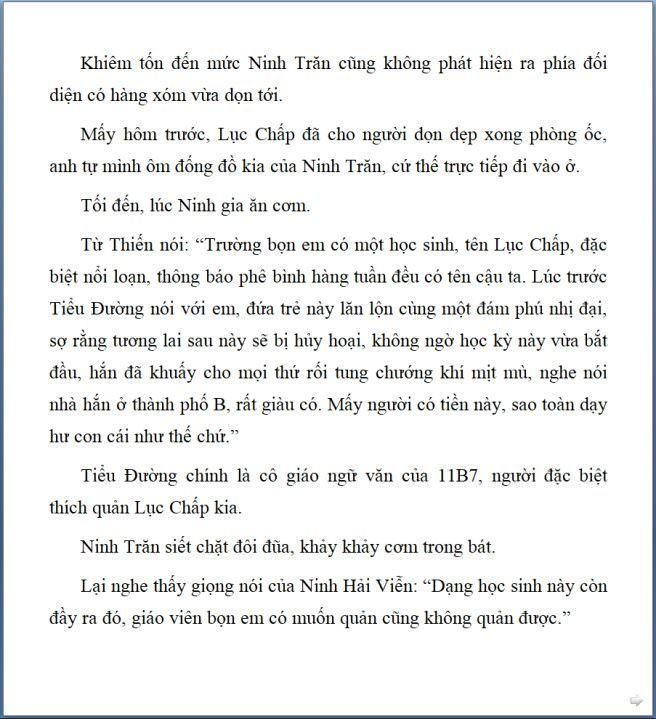 Khiêm tốn đến mức Ninh Trăn cũng không phát hiện ra phía đối
diện có hàng xóm vừa dọn tới.
Mấy hôm trước, Lục Chấp đã cho người dọn dẹp xong phòng ốc,
anh tự mình ôm đống đồ kia của Ninh Trăn, cứ thế trực tiếp đi vào ở.
Tối đến, lúc Ninh gia ăn cơm.
Từ Thiến nói: “Trường bọn em có một học sinh, tên Lục Chấp, đặc
biệt nổi loạn, thông báo phê bình hàng tuần đều có tên cậu ta. Lúc trước
Tiểu Đường nói với em, đứa trẻ này lăn lộn cùng một đám phú nhị đại,
sợ rằng tương lai sau này sẽ bị hủy hoại, không ngờ học kỳ này vừa bắt
đầu, hắn đã khuấy cho mọi thứ rối tung chướng khí mịt mù, nghe nói
nhà hắn ở thành phố B, rất giàu có. Mấy người có tiền này, sao toàn dạy
hư con cái như thế chứ.”
Tiểu Đường chính là cô giáo ngữ văn của 11B7, người đặc biệt
thích quản Lục Chấp kia.
Ninh Trăn siết chặt đôi đũa, khảy khảy cơm trong bát.
Lại nghe thấy giọng nói của Ninh Hải Viễn: “Dạng học sinh này còn
đầy ra đó, giáo viên bọn em có muốn quản cũng không quản được.”